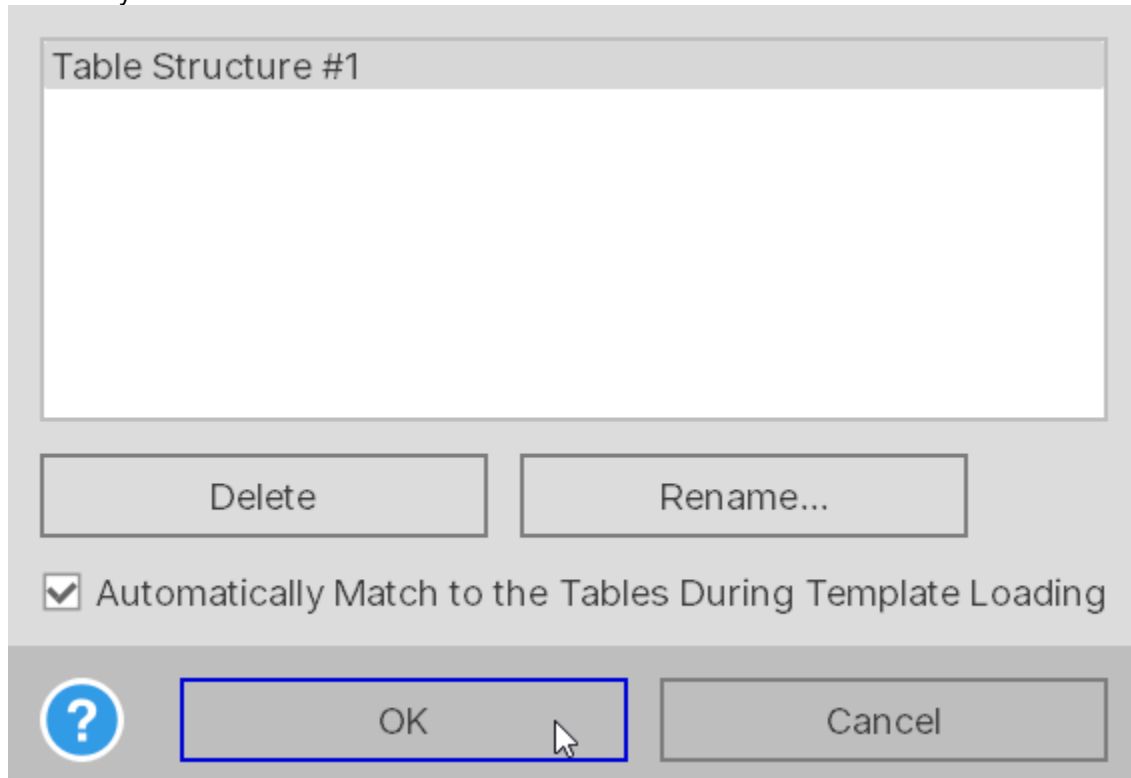 Table Structure #1
Delete
Rename...
Automatically Match to the Tables During Template Loading
?
OK
Cancel